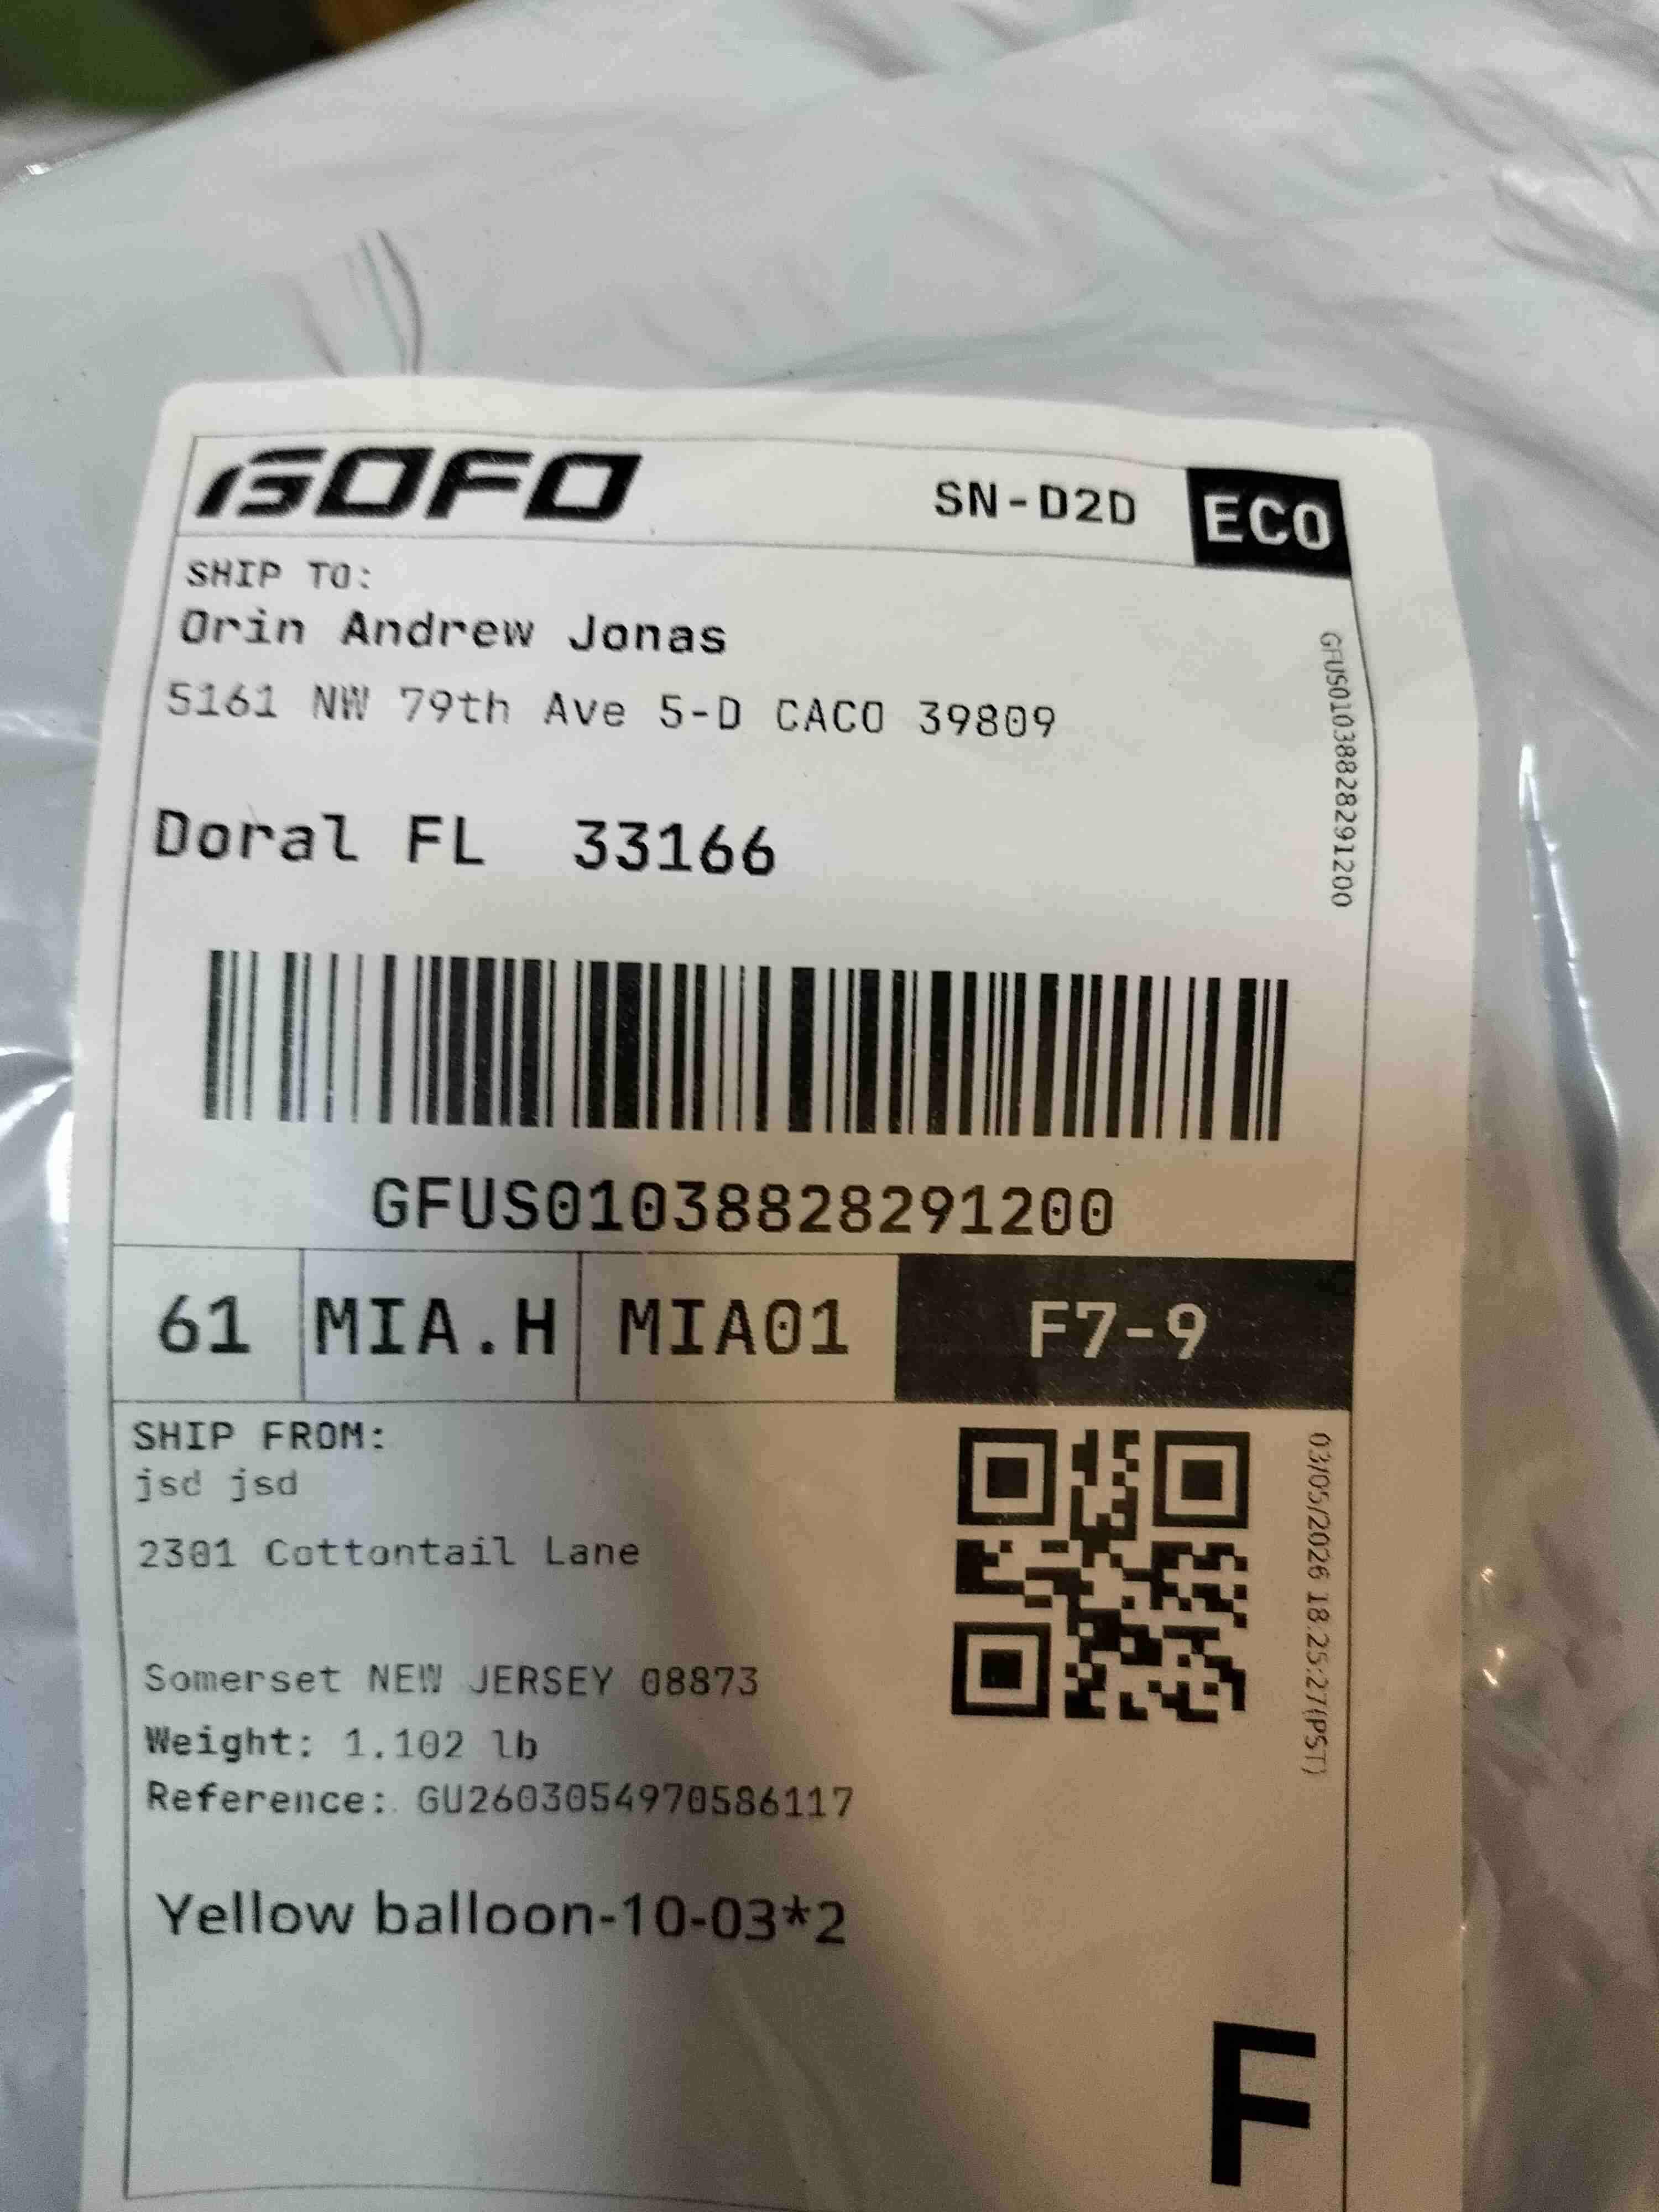 GOFO
SN-D2D
ECO
SHIP TO:
Orin Andrew Jonas
5161 NW 79th Ave 5-D CACO 39809
Doral FL 33166
GFUS01038828291200
GFUS01038828291200
61
MIA.H
MIA01
F7-9
SHIP FROM:
jsd jsd
2301 Cottontail Lane
Somerset NEW JERSEY 08873
Weight: 1.102 lb
Reference: GU2603054970586117
03/05/2026 18:25:27(PST)
Yellow balloon-10-03*2
F